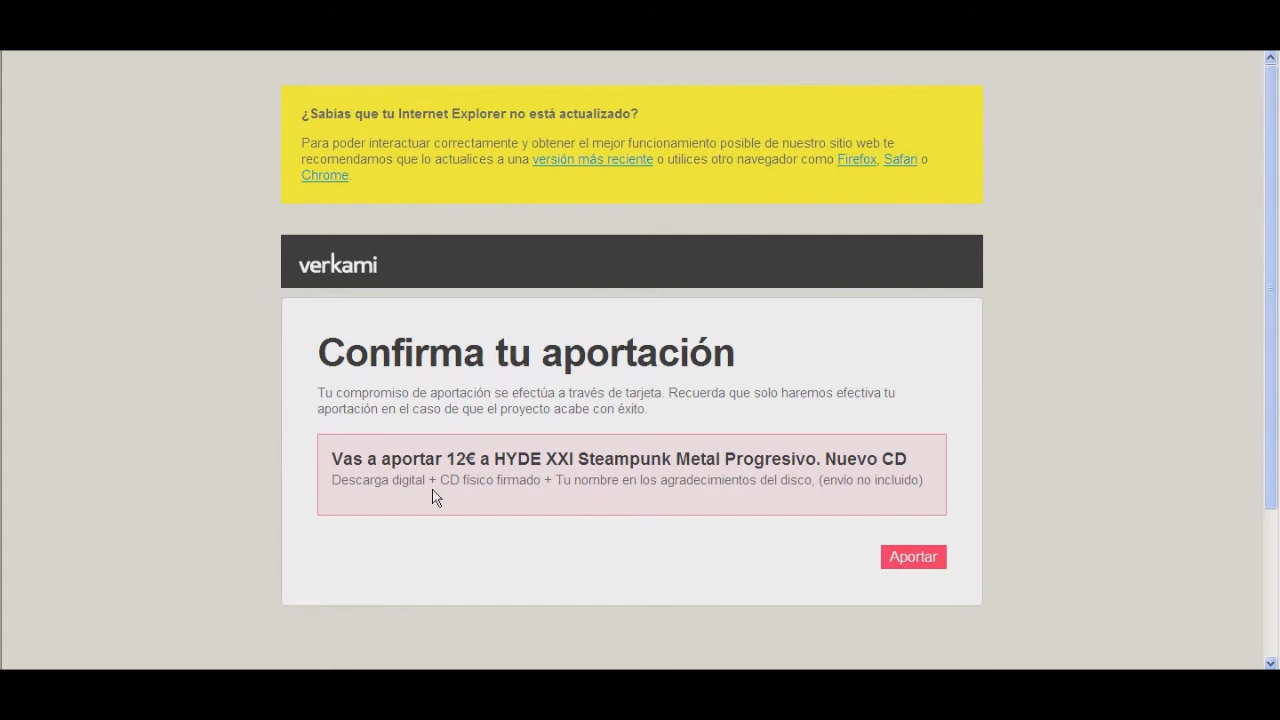 ¿Sabías que tu Internet Explorer no está actualizado?
Para poder interactuar correctamente y obtener el mejor funcionamiento posible de nuestro sitio web te
recomendamos que lo actualices a una versión más reciente o utilices otro navegador como Firefox, Safari o
Chrome.
verkami
Confirma tu aportación
Tu compromiso de aportación se efectúa a través de tarjeta. Recuerda que solo haremos efectiva tu
aportación en el caso de que el proyecto acabe con éxito.
Vas a aportar 12€ a HYDE XXI Steampunk Metal Progresivo. Nuevo CD
Descarga digital + CD físico firmado + Tu nombre en los agradecimientos del disco, (envío no incluido)
Aportar